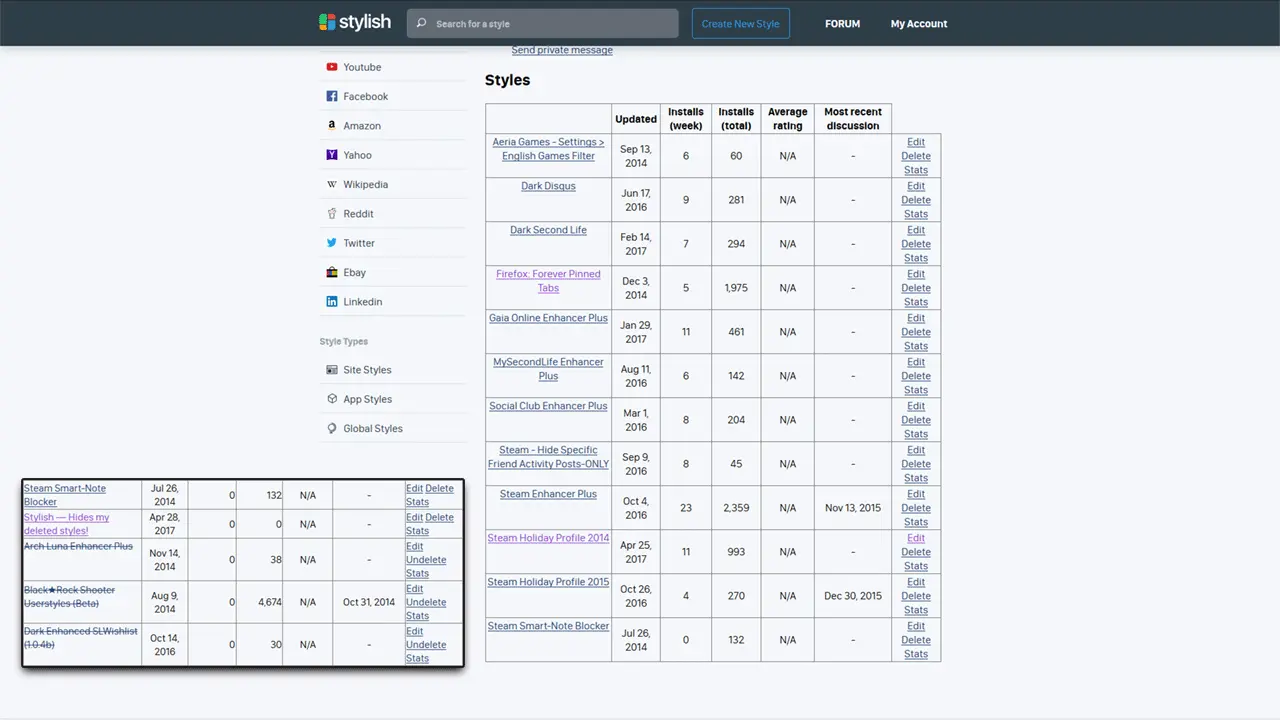 stylish
Search for a style
Create New Style
FORUM
My Account
Send private message
Youtube
Facebook
Amazon
Yahoo
Wikipedia
Reddit
Twitter
Ebay
Linkedin
Style Types
Site Styles
App Styles
Global Styles
Styles
Updated
Installs
(week)
Installs
(total)
Average
rating
Most recent
discussion
Aeria Games - Settings >
English Games Filter
Sep 13,
2014
6
60
N/A
-
Edit
Delete
Stats
Dark Disqus
Jun 17,
2016
9
281
N/A
-
Edit
Delete
Stats
Dark Second Life
Feb 14,
2017
7
294
N/A
-
Edit
Delete
Stats
Firefox: Forever Pinned
Tabs
Dec 3,
2014
5
1,975
N/A
-
Edit
Delete
Stats
Gaia Online Enhancer Plus
Jan 29,
2017
11
461
N/A
-
Edit
Delete
Stats
MySecondLife Enhancer
Plus
Aug 11,
2016
6
142
N/A
-
Edit
Delete
Stats
Social Club Enhancer Plus
Mar 1,
2016
8
204
N/A
-
Edit
Delete
Stats
Steam - Hide Specific
Friend Activity Posts-ONLY
Sep 9,
2016
8
45
N/A
-
Edit
Delete
Stats
Steam Enhancer Plus
Oct 4,
2016
23
2,353
N/A
Nov 13, 2015
Edit
Delete
Stats
Steam Holiday Profile 2014
Apr 25,
2017
11
993
N/A
-
Edit
Delete
Stats
Steam Holiday Profile 2015
Oct 26,
2016
4
270
N/A
Dec 30, 2015
Edit
Delete
Stats
Steam Smart-Note Blocker
Jul 26,
2014
0
132
N/A
-
Edit
Delete
Stats
Steam Smart-Note
Blocker
Jul 26,
2014
0
132
N/A
-
Edit Delete
Stats
Stylish — Hides my
deleted styles!
Apr 28,
2017
0
0
N/A
-
Edit Delete
Stats
Arch Luna Enhancer Plus
Nov 14,
2014
0
38
N/A
-
Edit
Undelete
Stats
Black★Rock Shooter
Userstyles (Beta)
Aug 9,
2014
0
4,674
N/A
Oct 31, 2014
Edit
Undelete
Stats
Dark Enhanced SLWishlist
(1.0.4b)
Oct 14,
2016
0
30
N/A
-
Edit
Undelete
Stats